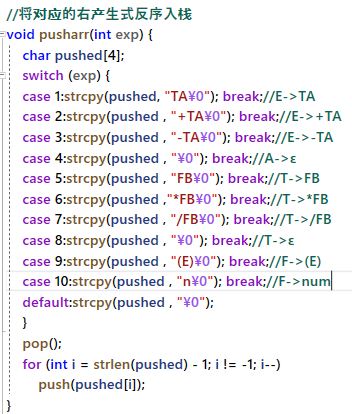 //将对应的右产生式反序入栈
void pusharr(int exp) {
char pushed[4];
switch (exp) {
case 1:strcpy(pushed, "TA¥0"); break;//E->TA
case 2:strcpy(pushed , "+TA¥0"); break;//E->+TA
case 3:strcpy(pushed , "-TA¥0"); break;//E->-TA
case 4:strcpy(pushed , "¥0"); break;//A->ε
case 5:strcpy(pushed , "FB¥0"); break;//T->FB
case 6:strcpy(pushed ,"*FB¥0"); break;//T->*FB
case 7:strcpy(pushed , "/FB¥0"); break;//T->/FB
case 8:strcpy(pushed , "¥0"); break;//T->ε
case 9:strcpy(pushed , "(E)¥0"); break;//F->(E)
case 10:strcpy(pushed , "n¥0"); break;//F->num
default:strcpy(pushed , "¥0");
}
pop();
for (int i = strlen(pushed) - 1; i != -1; i--)
push(pushed[i]);
}